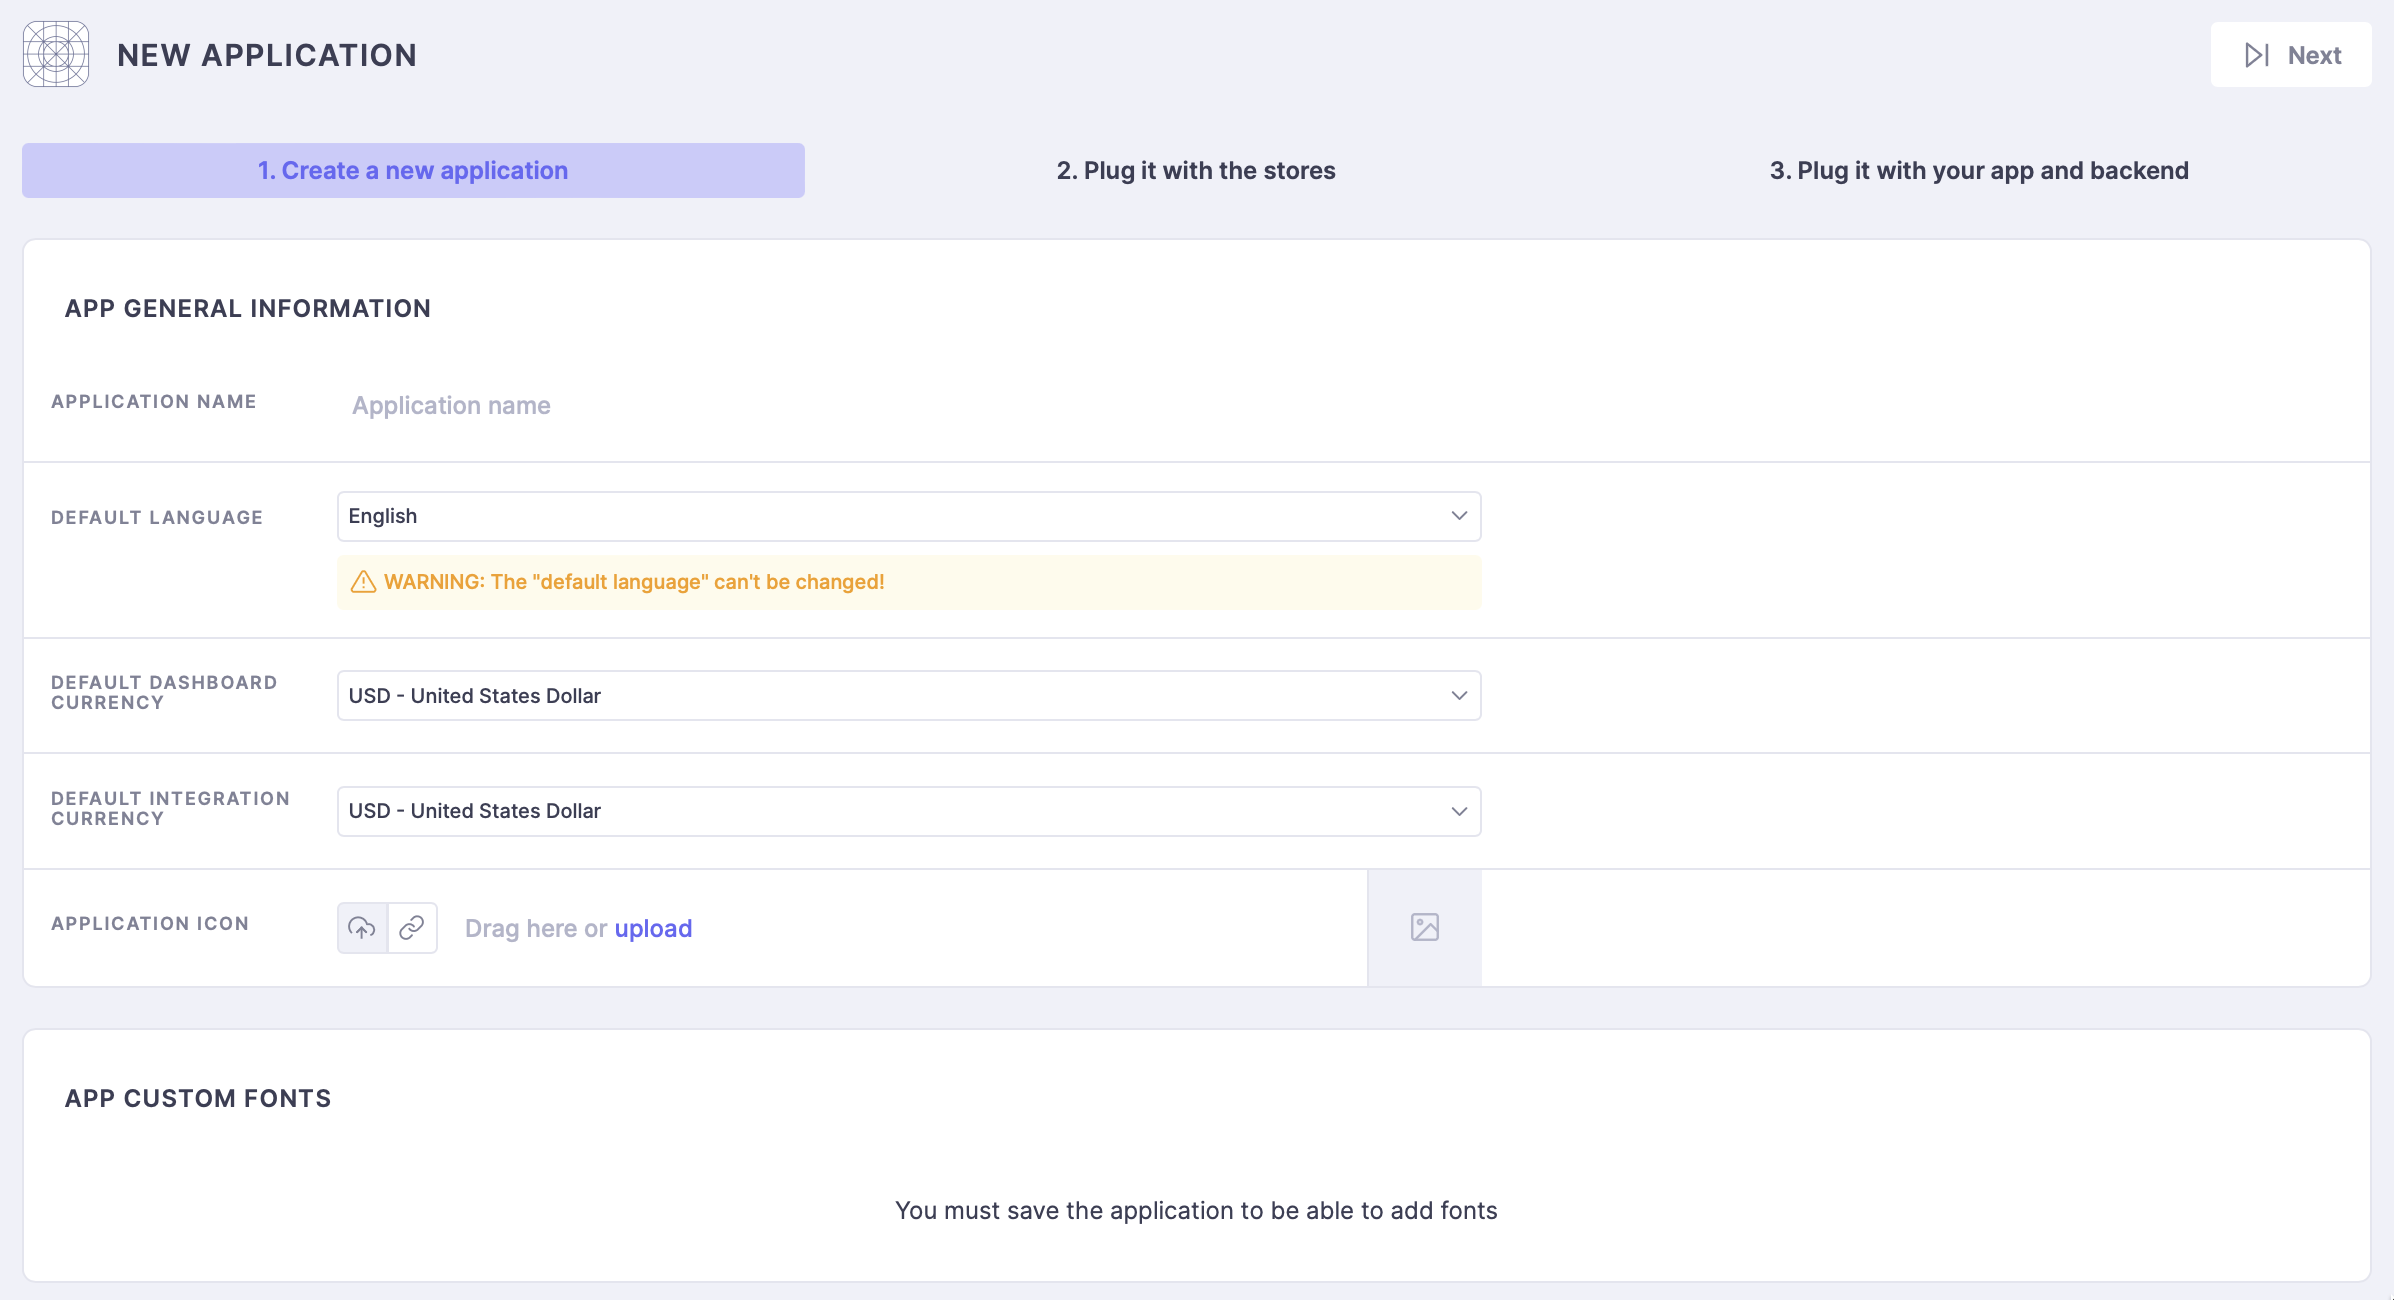 NEW APPLICATION
Next
1. Create a new application
2. Plug it with the stores
3. Plug it with your app and backend
APP GENERAL INFORMATION
APPLICATION NAME
Application name
DEFAULT LANGUAGE
English
WARNING: The "default language" can't be changed!
DEFAULT DASHBOARD
CURRENCY
USD - United States Dollar
DEFAULT INTEGRATION
CURRENCY
USD - United States Dollar
APPLICATION ICON
Drag here or upload
APP CUSTOM FONTS
You must save the application to be able to add fonts